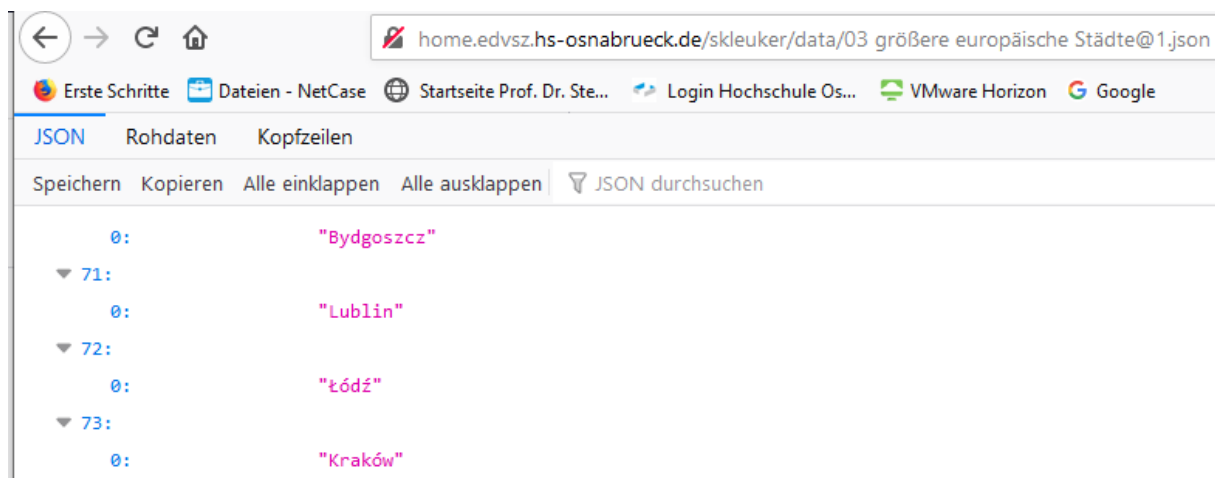 home.edvsz.hs-osnabrueck.de/skleuker/data/03 größere europäische Städte@1.json
Erste Schritte Dateien - NetCase Startseite Prof. Dr. Ste... Login Hochschule Os... VMware Horizon G Google
JSON Rohdaten Kopfzeilen
Speichern Kopieren Alle einklappen Alle ausklappen JSON durchsuchen
0: "Bydgoszcz"
71:
0: "Lublin"
72:
0: "Łódź"
73:
0: "Kraków"